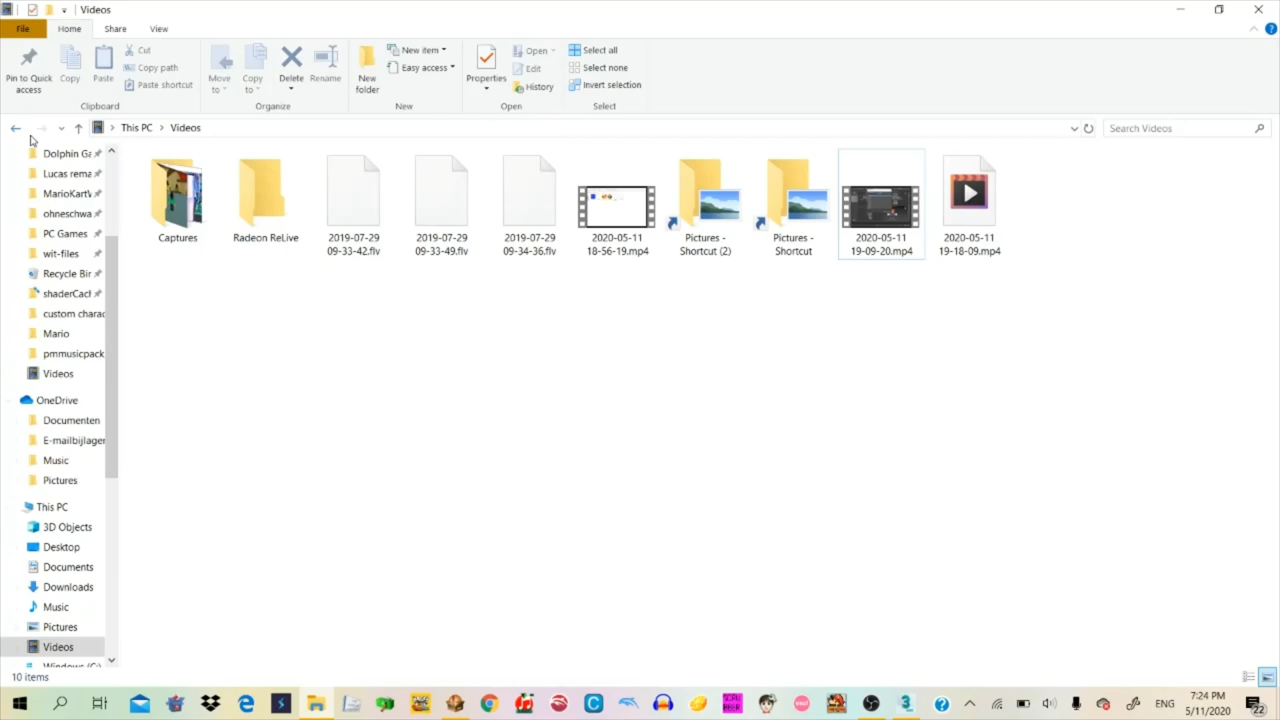 Videos
File Home Share View
Pin to Quick access
Copy
Paste
Cut
Copy path
Paste shortcut
Clipboard
Move to
Copy to
Delete
Rename
Organize
New folder
New item
Easy access
New
Properties
Open
Edit
History
Open
Select all
Select none
Invert selection
Select
This PC > Videos
Search Videos
Dolphin Ga
Lucas rema
MarioKartW
ohneschwa
PC Games
wit-files
Recycle Bin
shaderCach
custom charac
Mario
pmmusicpack
Videos
OneDrive
Documenten
E-mailbijlagen
Music
Pictures
This PC
3D Objects
Desktop
Documents
Downloads
Music
Pictures
Videos
Windows (C:)
Captures
Radeon ReLive
2019-07-29
09-33-42.flv
2019-07-29
09-33-49.flv
2019-07-29
09-34-36.flv
2020-05-11
18-56-19.mp4
Pictures -
Shortcut (2)
Pictures -
Shortcut
2020-05-11
19-09-20.mp4
2020-05-11
19-18-09.mp4
10 items
ENG
7:24 PM
5/11/2020
22